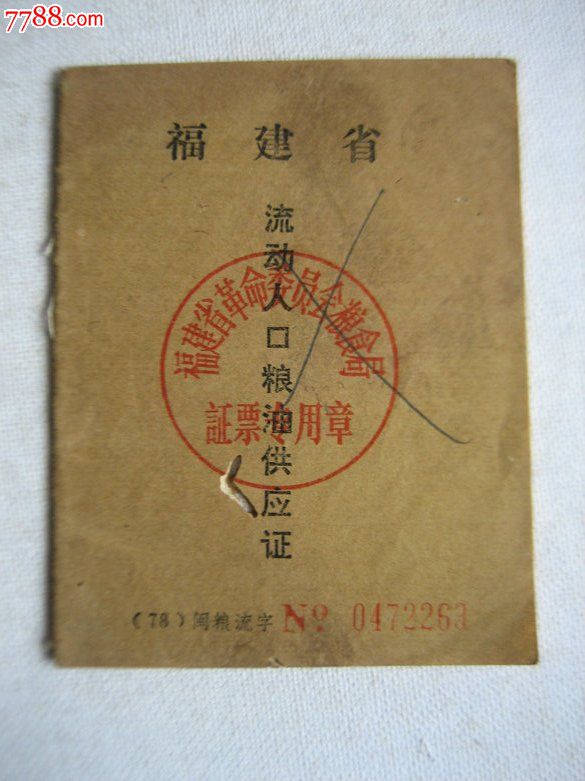 7788.com
福建省
流动人口粮油供应证
福建省革命委员会粮食局
証票专用章
(78)闽粮流字 № 0472263